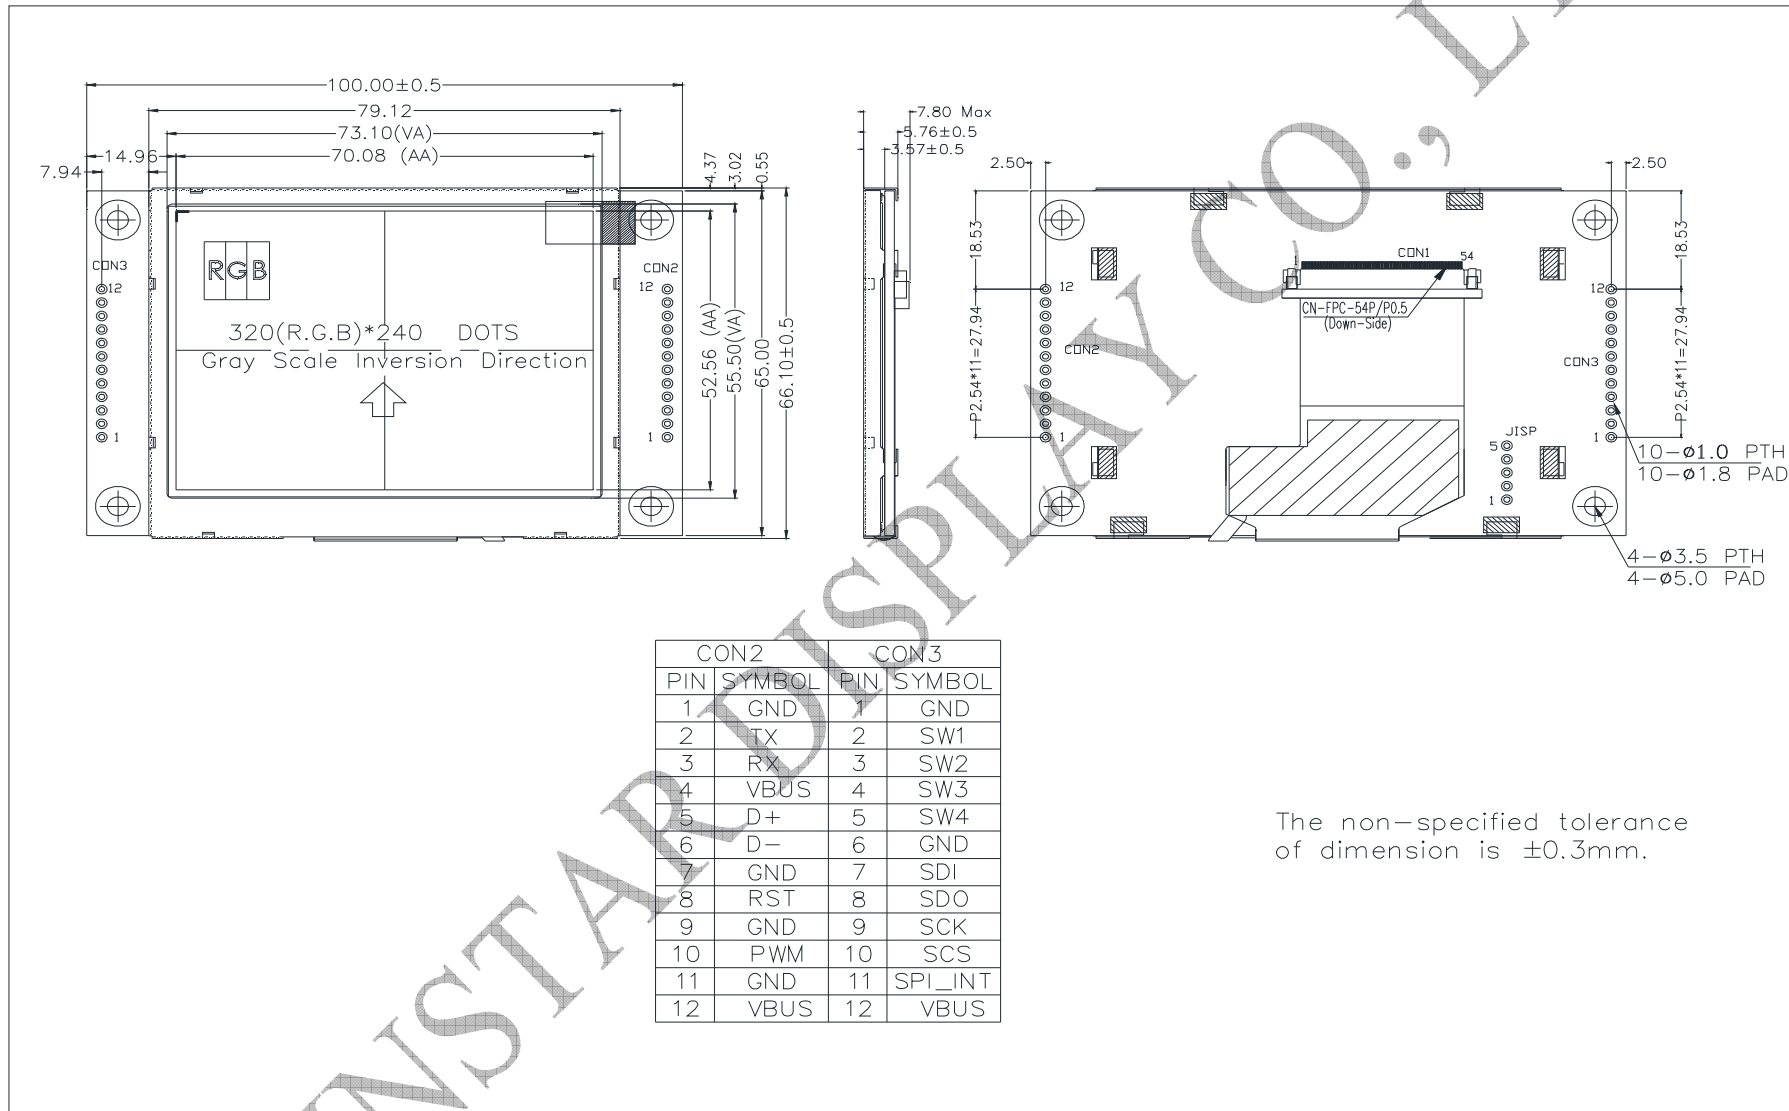 100.00±0.5
79.12
73.10(VA)
14.96
70.08 (AA)
7.94
4.37
3.02
0.55
CON3
12
1
RGB
320(R.G.B)*240 DOTS
Gray Scale Inversion Direction
CON2
12
1
52.56 (AA)
55.50(VA)
65.00
66.10±0.5
7.80 Max
5.76±0.5
3.57±0.5
2.50
2.50
18.53
18.53
1
CON1
54
CN-FPC-54P/P0.5
(Down-Side)
12
CON2
1
P2.54*11=27.94
12
CON3
1
P2.54*11=27.94
JISP
5
1
10-ø1.0 PTH
10-ø1.8 PAD
4-ø3.5 PTH
4-ø5.0 PAD
CON2 CON3
PIN SYMBOL PIN SYMBOL
1 GND 1 GND
2 TX 2 SW1
3 RX 3 SW2
4 VBUS 4 SW3
5 D+ 5 SW4
6 D- 6 GND
7 GND 7 SDI
8 RST 8 SDO
9 GND 9 SCK
10 PWM 10 SCS
11 GND 11 SPI_INT
12 VBUS 12 VBUS
The non-specified tolerance
of dimension is ±0.3mm.
NSTAR DISPLAY CO., L